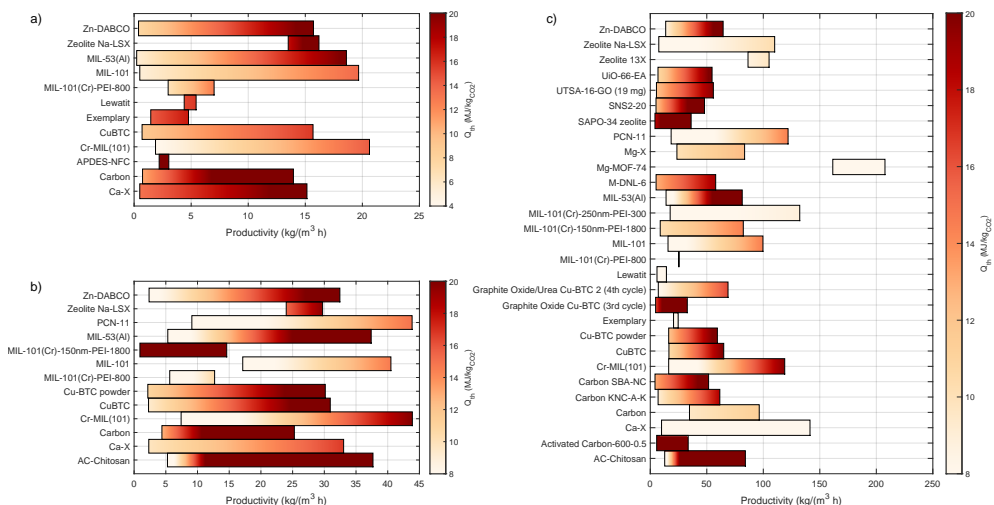 a)
Zn-DABCO
Zeolite Na-LSX
MIL-53(Al)
MIL-101
MIL-101(Cr)-PEI-800
Lewatit
Exemplary
CuBTC
Cr-MIL(101)
APDES-NFC
Carbon
Ca-X
0 5 10 15 20 25
Productivity (kg/(m³ h)
20
18
16
14
12
10
8
6
4
Q_th (MJ/kg_CO2)
b)
Zn-DABCO
Zeolite Na-LSX
PCN-11
MIL-53(Al)
MIL-101(Cr)-150nm-PEI-1800
MIL-101
MIL-101(Cr)-PEI-800
Cu-BTC powder
CuBTC
Cr-MIL(101)
Carbon
Ca-X
AC-Chitosan
0 5 10 15 20 25 30 35 40 45
Productivity (kg/(m³ h)
20
18
16
14
12
10
8
Q_th (MJ/kg_CO2)
c)
Zn-DABCO
Zeolite Na-LSX
Zeolite 13X
UiO-66-EA
UTSA-16-GO (19 mg)
SNS2-20
SAPO-34 zeolite
PCN-11
Mg-X
Mg-MOF-74
M-DNL-6
MIL-53(Al)
MIL-101(Cr)-250nm-PEI-300
MIL-101(Cr)-150nm-PEI-1800
MIL-101
MIL-101(Cr)-PEI-800
Lewatit
Graphite Oxide/Urea Cu-BTC 2 (4th cycle)
Graphite Oxide Cu-BTC (3rd cycle)
Exemplary
Cu-BTC powder
CuBTC
Cr-MIL(101)
Carbon SBA-NC
Carbon KNC-A-K
Carbon
Ca-X
Activated Carbon-600-0.5
AC-Chitosan
0 50 100 150 200 250
Productivity (kg/(m³ h)
20
18
16
14
12
10
8
Q_th (MJ/kg_CO2)